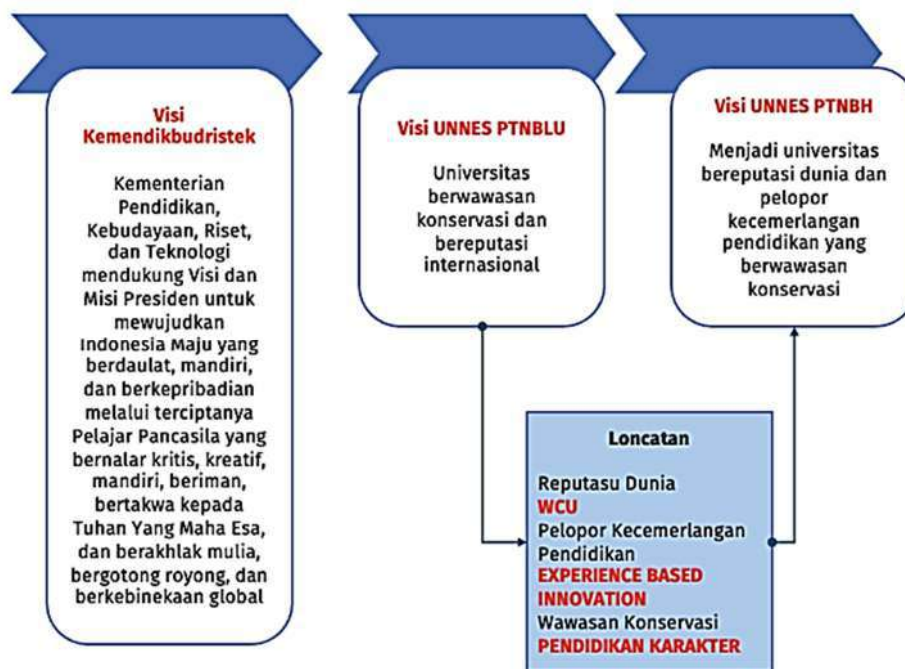 Visi
Kemendikbudristek
Kementerian
Pendidikan,
Kebudayaan, Riset,
dan Teknologi
mendukung Visi dan
Misi Presiden untuk
mewujudkan
Indonesia Maju yang
berdaulat, mandiri,
dan berkepribadian
melalui terciptanya
Pelajar Pancasila yang
bernalar kritis, kreatif,
mandiri, beriman,
bertakwa kepada
Tuhan Yang Maha Esa,
dan berakhlak mulia,
bergotong royong, dan
berkebinekaan global
Visi UNNES PTNBLU
Universitas
berwawasan
konservasi dan
bereputasi
internasional
Visi UNNES PTNBH
Menjadi universitas
bereputasi dunia dan
pelopor
kecemerlangan
pendidikan yang
berwawasan
konservasi
Loncatan
Reputasu Dunia
WCU
Pelopor Kecemerlangan
Pendidikan
EXPERIENCE BASED
INNOVATION
Wawasan Konservasi
PENDIDIKAN KARAKTER